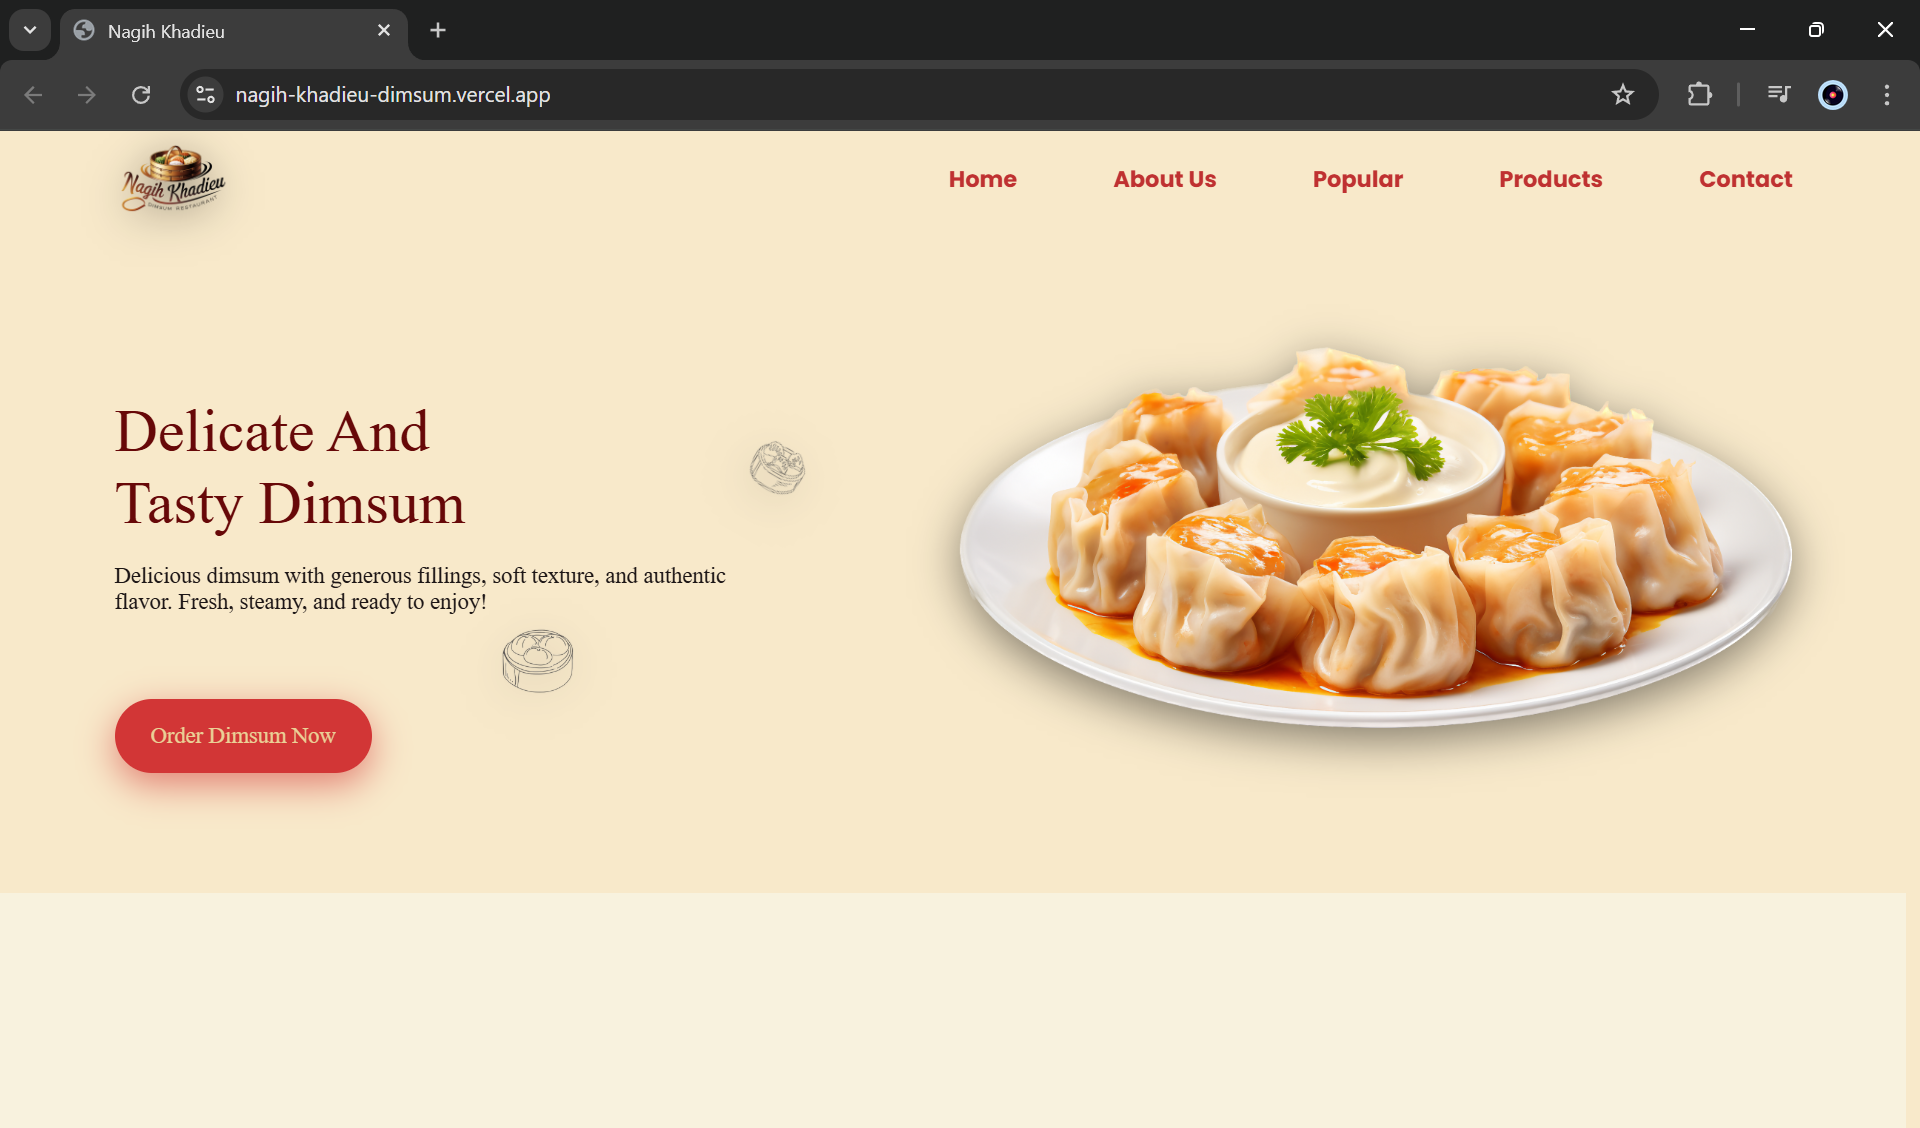 Nagih Khadieu
nagih-khadieu-dimsum.vercel.app
Nagih Khadieu
DIMSUM RESTAURANT
Home
About Us
Popular
Products
Contact
Delicate And
Tasty Dimsum
Delicious dimsum with generous fillings, soft texture, and authentic
flavor. Fresh, steamy, and ready to enjoy!
Order Dimsum Now